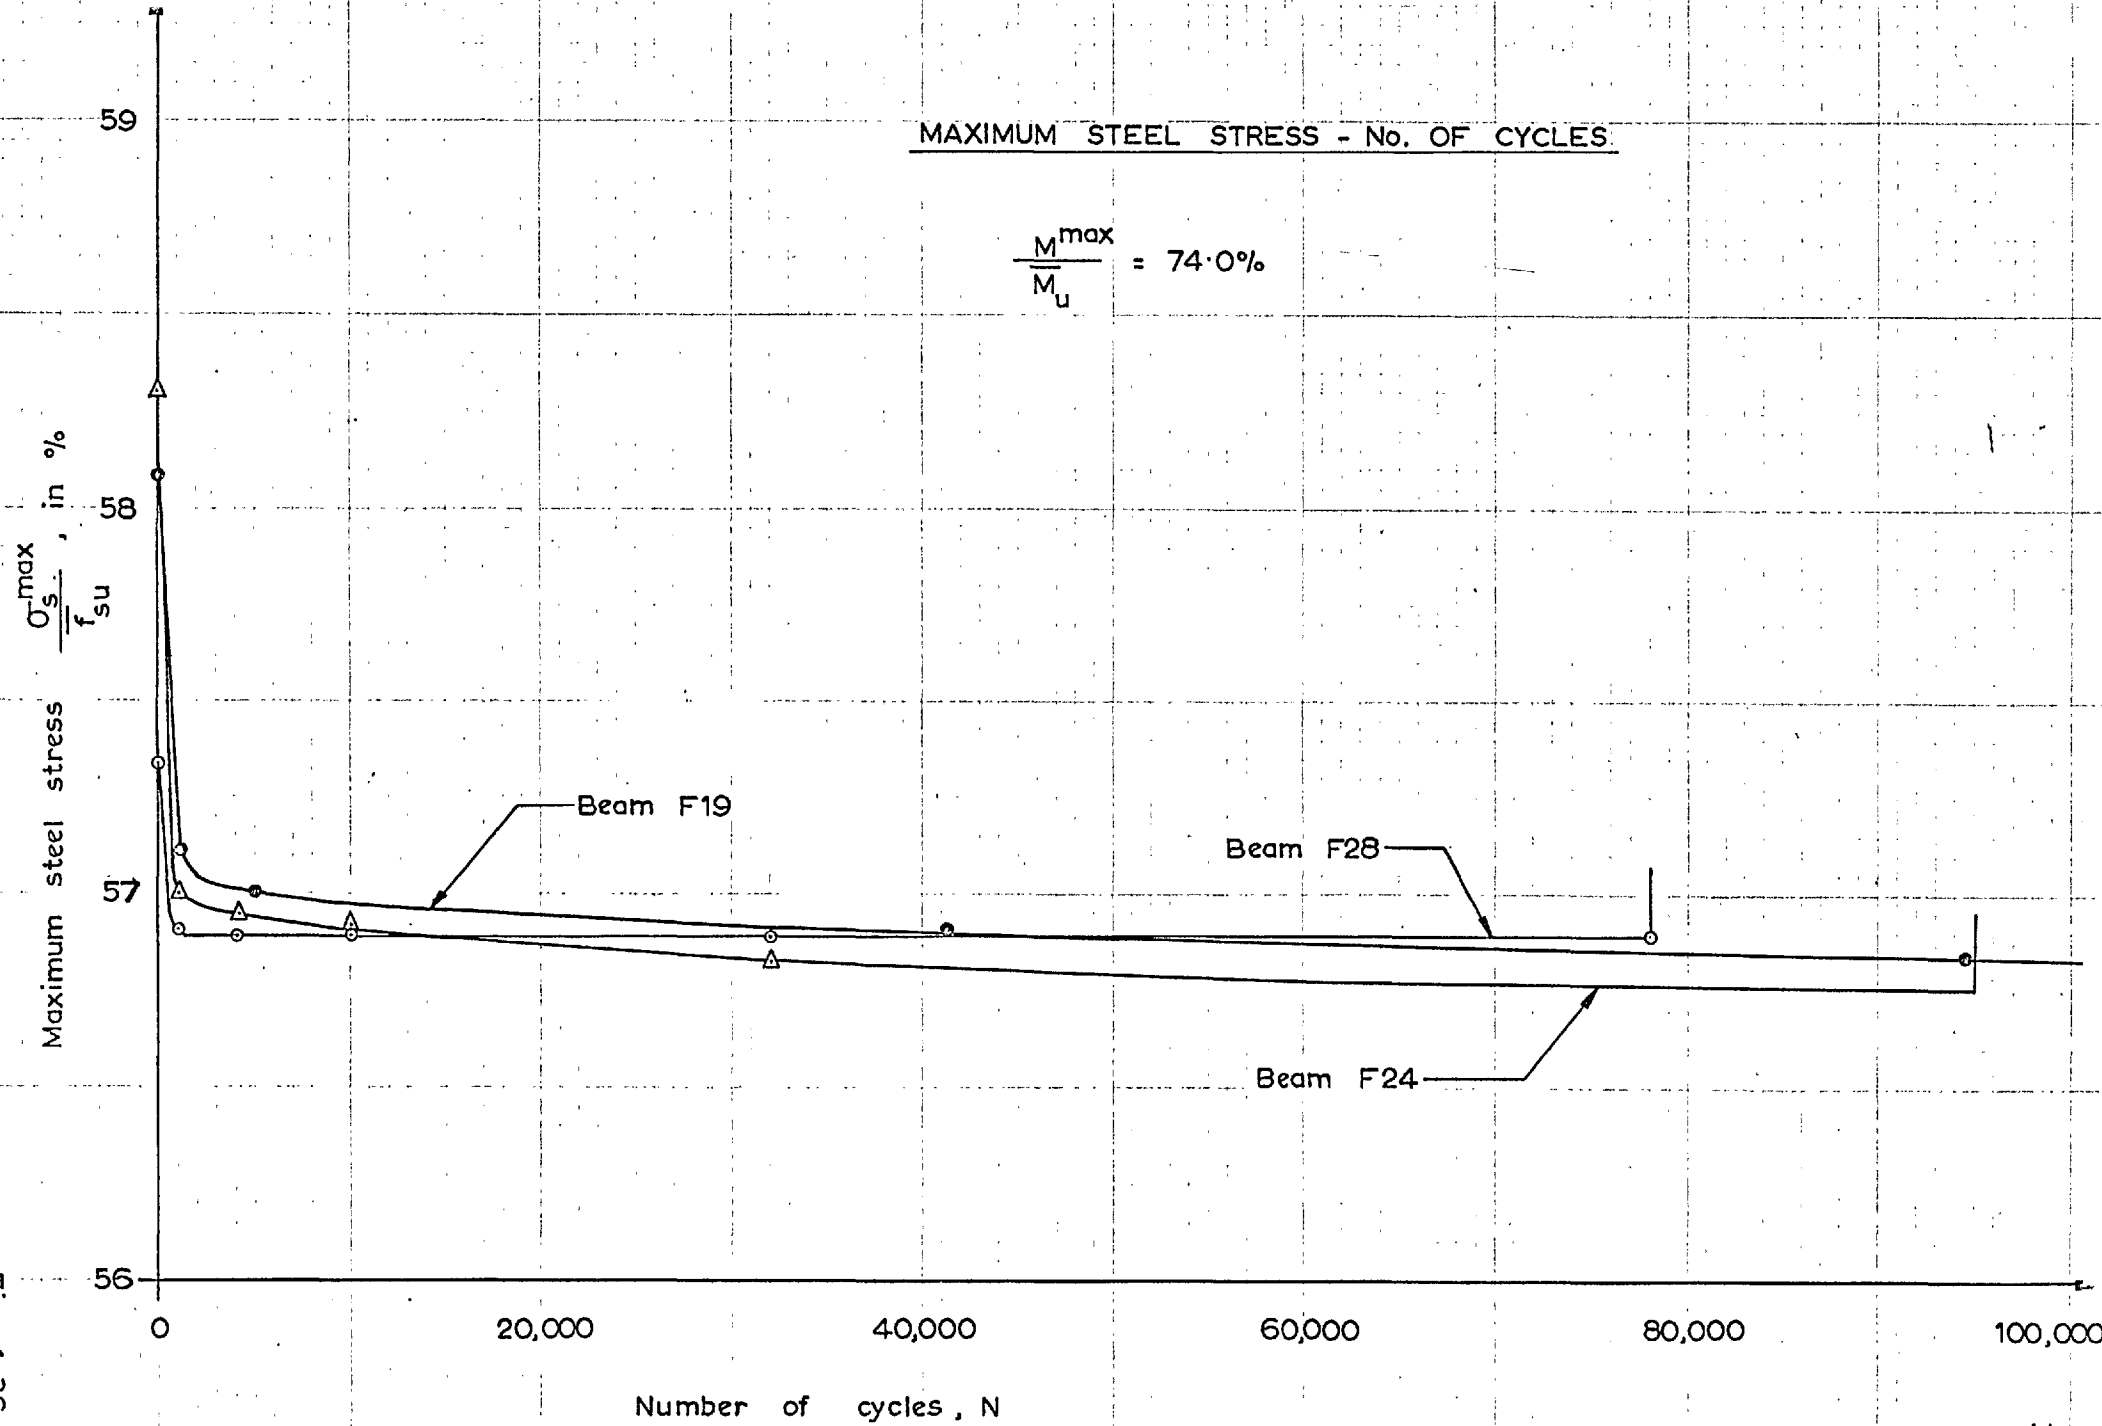 MAXIMUM STEEL STRESS - No. OF CYCLES
M^max
M̅_u
= 74·0%
59
58
57
56
Maximum steel stress σ_s^max / f̅_su , in %
Beam F19
Beam F28
Beam F24
0 20,000 40,000 60,000 80,000 100,000
Number of cycles, N